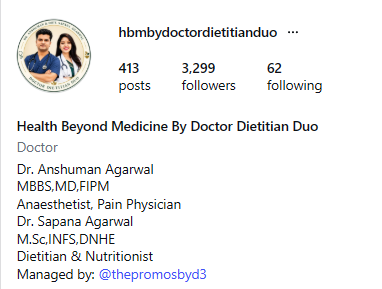 hbmbydoctordietitianduo ...
413 3,299 62
posts followers following
Health Beyond Medicine By Doctor Dietitian Duo
Doctor
Dr. Anshuman Agarwal
MBBS,MD,FIPM
Anaesthetist, Pain Physician
Dr. Sapana Agarwal
M.Sc,INFS,DNHE
Dietitian & Nutritionist
Managed by: @thepromosbyd3